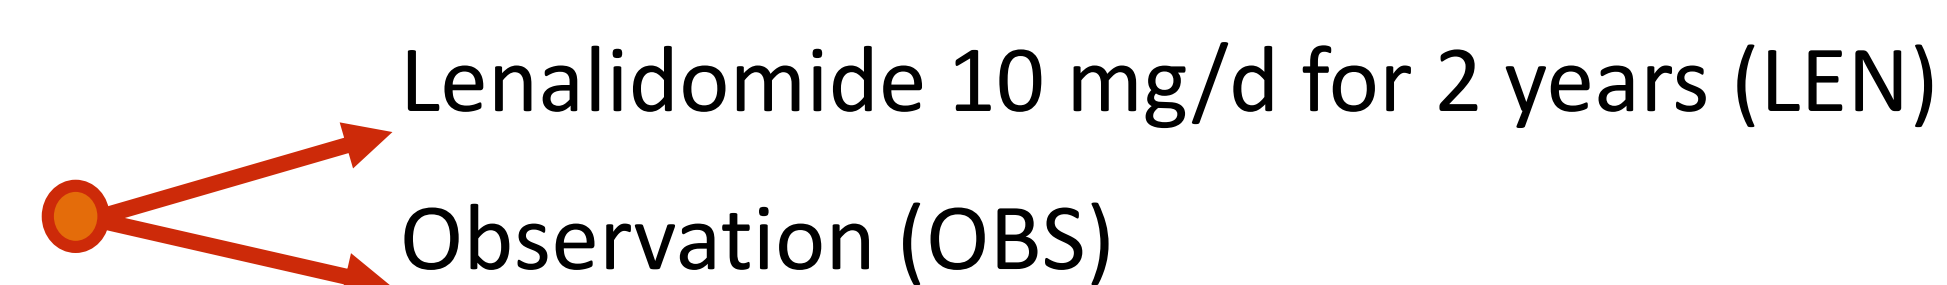 Lenalidomide 10 mg/d for 2 years (LEN)
Observation (OBS)